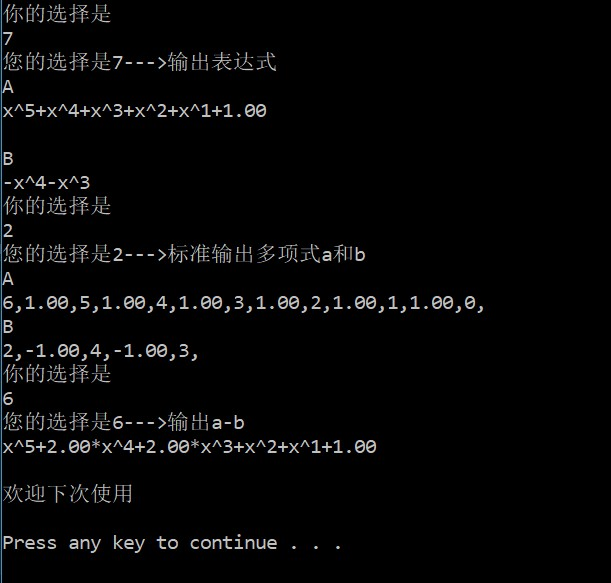 你的选择是
7
您的选择是7--->输出表达式
A
x^5+x^4+x^3+x^2+x^1+1.00
B
-x^4-x^3
你的选择是
2
您的选择是2--->标准输出多项式a和b
A
6,1.00,5,1.00,4,1.00,3,1.00,2,1.00,1,1.00,0,
B
2,-1.00,4,-1.00,3,
你的选择是
6
您的选择是6--->输出a-b
x^5+2.00*x^4+2.00*x^3+x^2+x^1+1.00
欢迎下次使用
Press any key to continue . . .